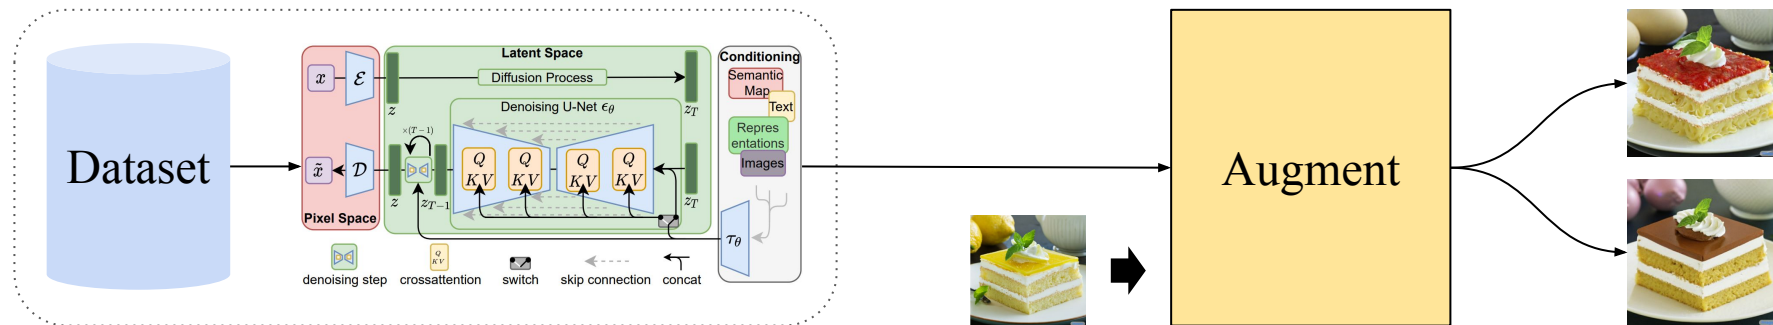 Dataset
x
ℰ
z
Latent Space
Diffusion Process
z_T
Conditioning
Semantic
Map
Text
Repres
entations
Images
Denoising U-Net ϵ_θ
×(T−1)
x̃
𝒟
z
z_{T−1}
Q
KV
Q
KV
Q
KV
Q
KV
z_T
Pixel Space
τ_θ
denoising step
Q
KV
crossattention
switch
skip connection
concat
Augment